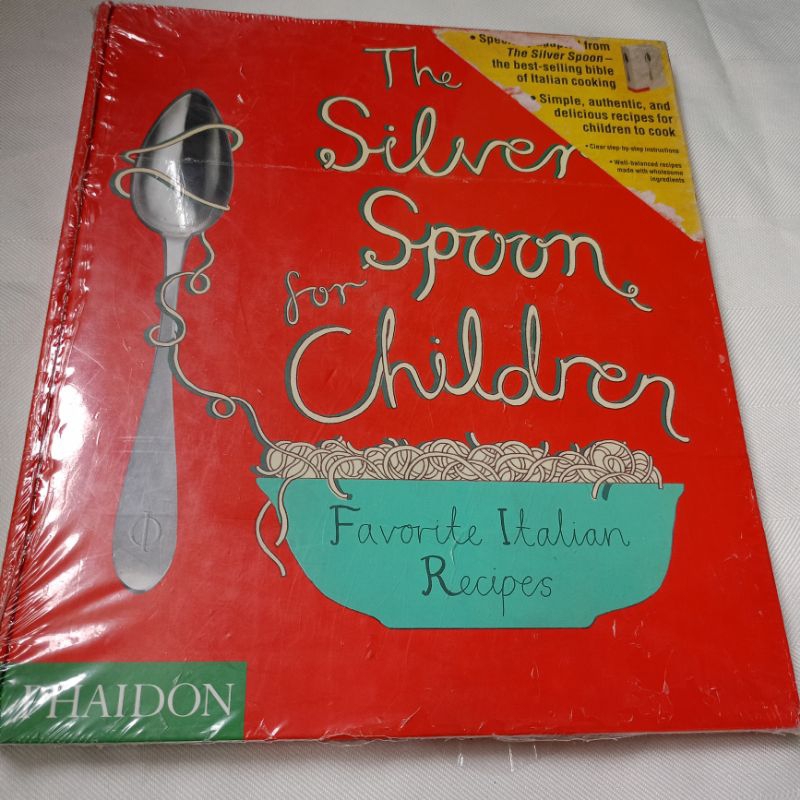 The
Silver
Spoon
for
Children
Favorite Italian
Recipes
PHAIDON
from
The Silver Spoon—
the best-selling bible
of Italian cooking
• Simple, authentic, and
delicious recipes for
children to cook
• Clear step-by-step instructions
• Well-balanced recipes
made with wholesome
ingredients